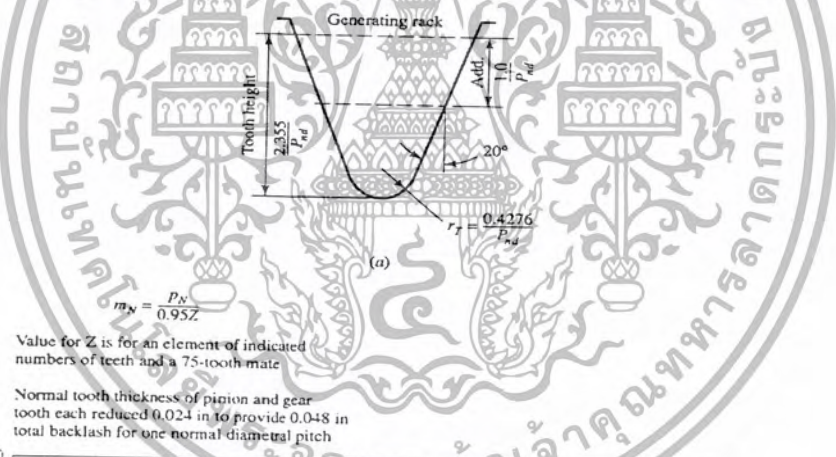 Generating rack
Tooth height
2.355
P_nd
Add.
1.0
P_nd
20°
r_T = 0.4276 / P_nd
(a)
m_N = P_N / 0.95Z
Value for Z is for an element of indicated
numbers of teeth and a 75-tooth mate
Normal tooth thickness of pinion and gear
tooth each reduced 0.024 in to provide 0.048 in
total backlash for one normal diametral pitch